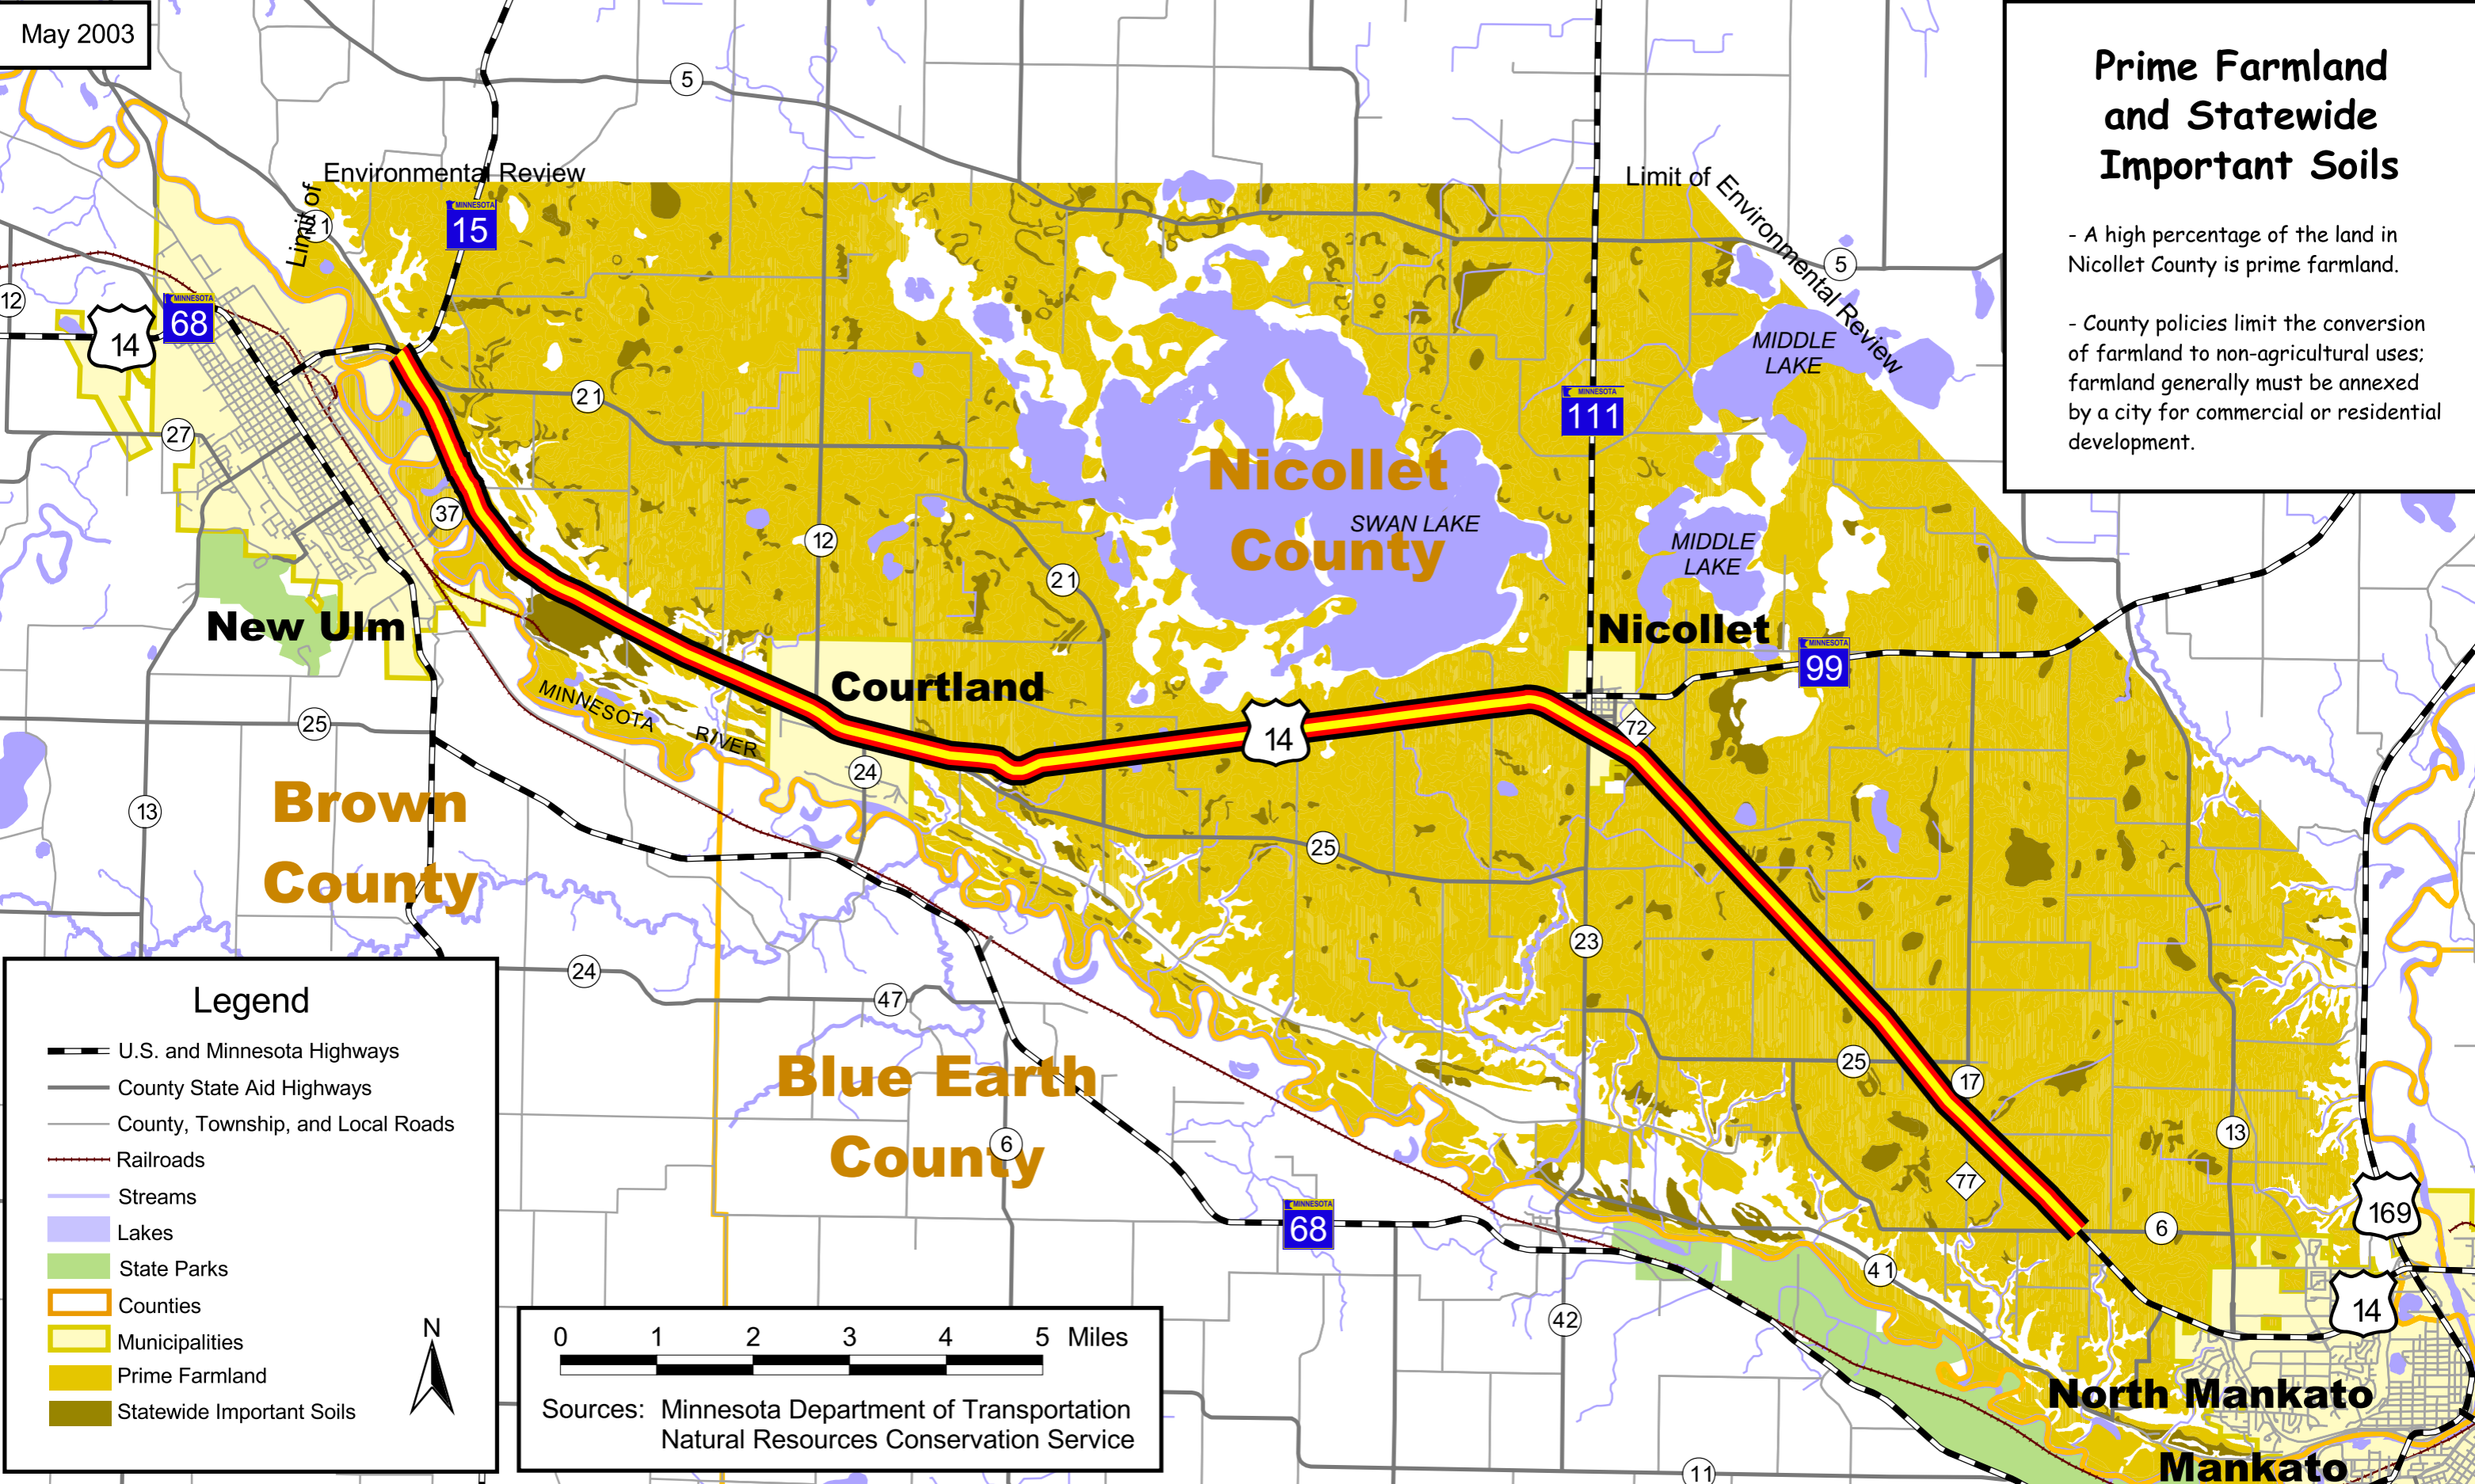 May 2003
Prime Farmland
and Statewide
Important Soils
- A high percentage of the land in
Nicollet County is prime farmland.
- County policies limit the conversion
of farmland to non-agricultural uses;
farmland generally must be annexed
by a city for commercial or residential
development.
5
Limit of Environmental Review
Limit of Environmental Review
21
MINNESOTA
15
5
12
14
MINNESOTA
68
MIDDLE
LAKE
21
MINNESOTA
111
27
Nicollet
County
SWAN LAKE
37
12
21
MIDDLE
LAKE
New Ulm
Nicollet
MINNESOTA
99
Courtland
MINNESOTA RIVER
25
14
72
24
Brown
County
13
25
23
24
47
25
17
Blue Earth
County
6
13
77
MINNESOTA
68
169
6
41
42
14
North Mankato
Mankato
11
Legend
U.S. and Minnesota Highways
County State Aid Highways
County, Township, and Local Roads
Railroads
Streams
Lakes
State Parks
Counties
Municipalities
Prime Farmland
Statewide Important Soils
N
0 1 2 3 4 5 Miles
Sources: Minnesota Department of Transportation
Natural Resources Conservation Service